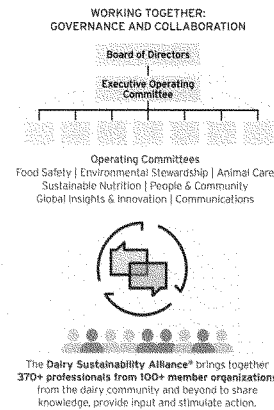 WORKING TOGETHER:
GOVERNANCE AND COLLABORATION
Board of Directors
Executive Operating
Committee
Operating Committees
Food Safety | Environmental Stewardship | Animal Care
Sustainable Nutrition | People & Community
Global Insights & Innovation | Communications
The Dairy Sustainability Alliance® brings together
370+ professionals from 100+ member organizations
from the dairy community and beyond to share
knowledge, provide input and stimulate action.